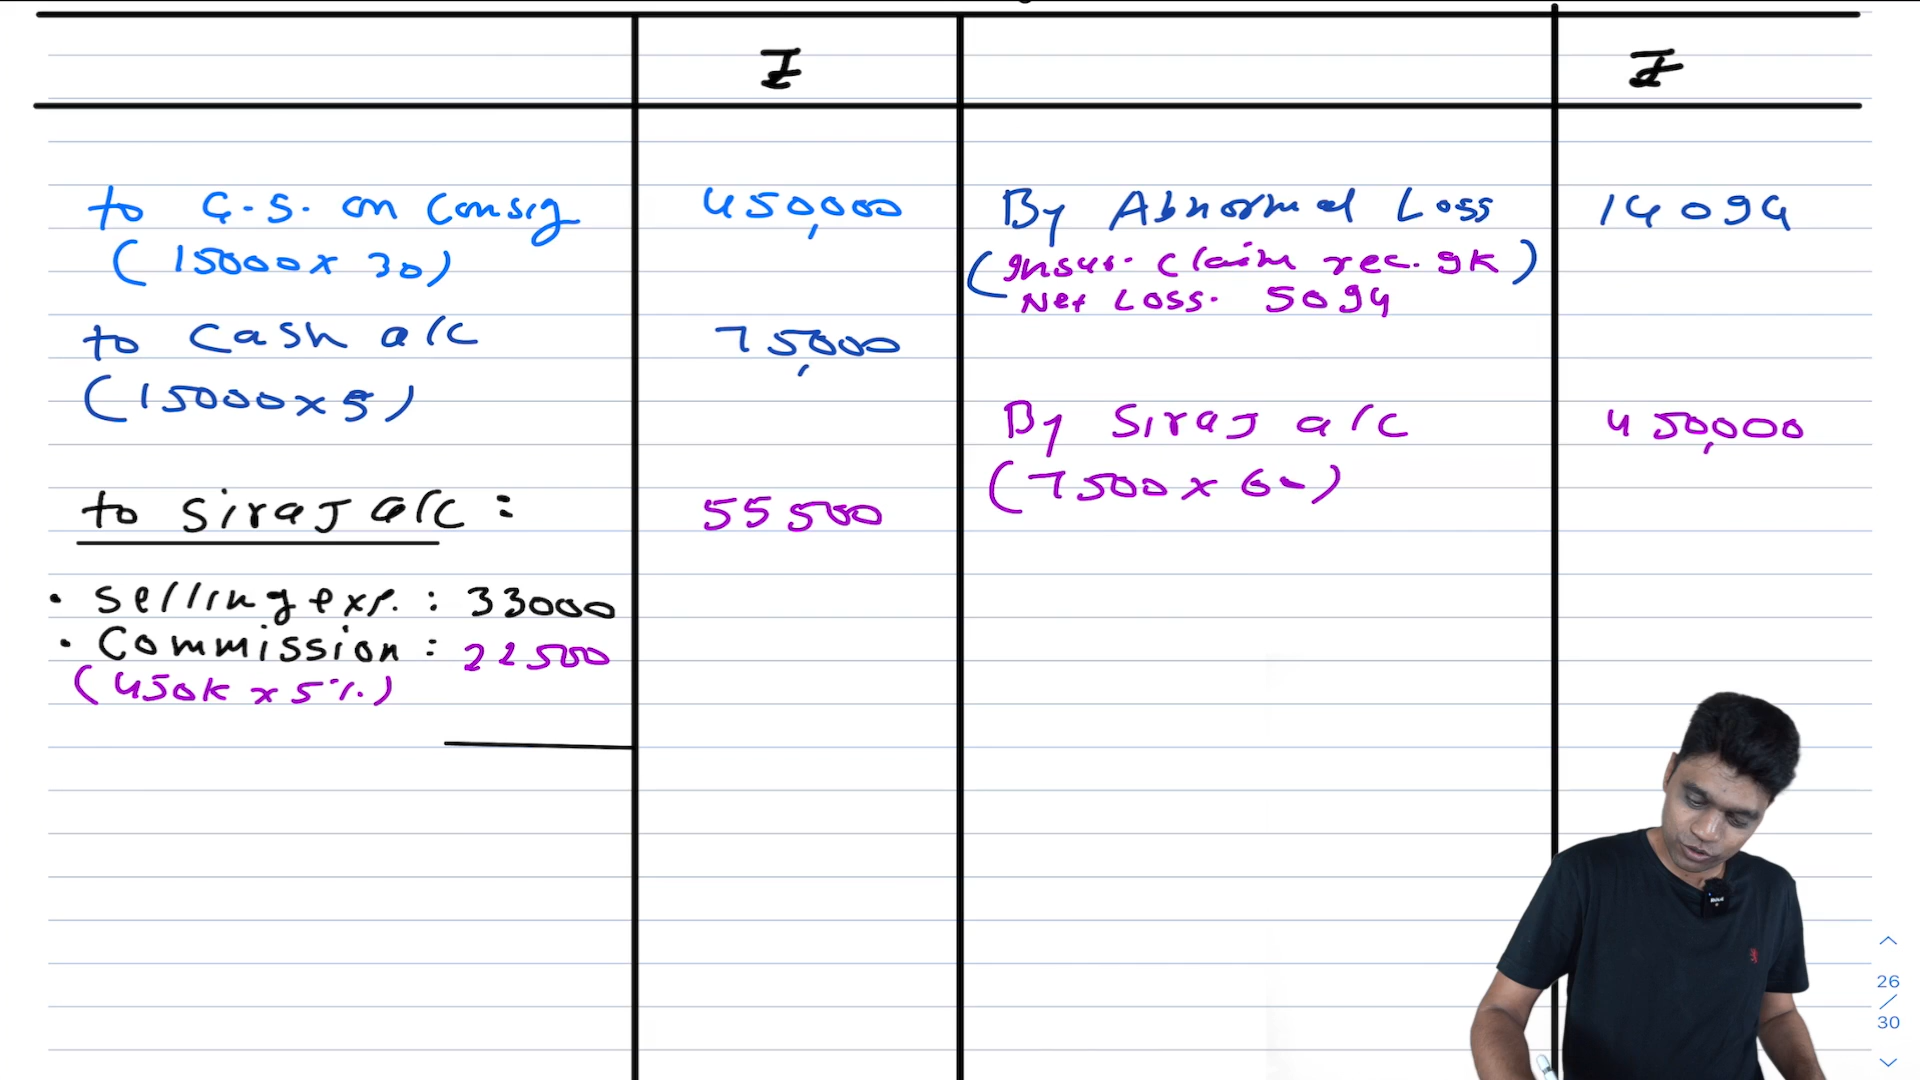 ₹ ₹
to G.S. on Consig 450,000
(15000 x 30)
to Cash a/c 75,000
(15000 x 5)
to Siraj a/c : 55500
• Selling exp. : 33000
• Commission : 22500
(450K x 5%)
By Abnormal Loss 14094
(Insur. Claim rec. 9K)
Net Loss. 5094
By Siraj a/c 450,000
(7500 x 60)
26
/
30